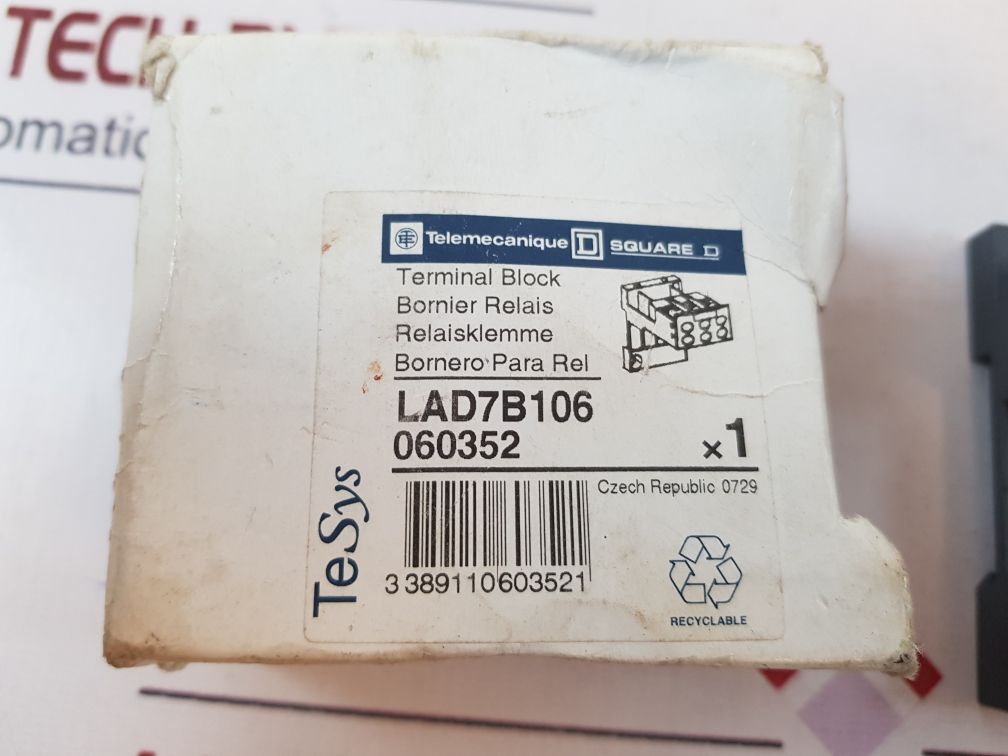 TECH
omatic
Telemecanique SQUARE D
Terminal Block
Bornier Relais
Relaisklemme
Bornero Para Rel
LAD7B106
060352
x1
Czech Republic 0729
TeSys
3 389110 603521
RECYCLABLE